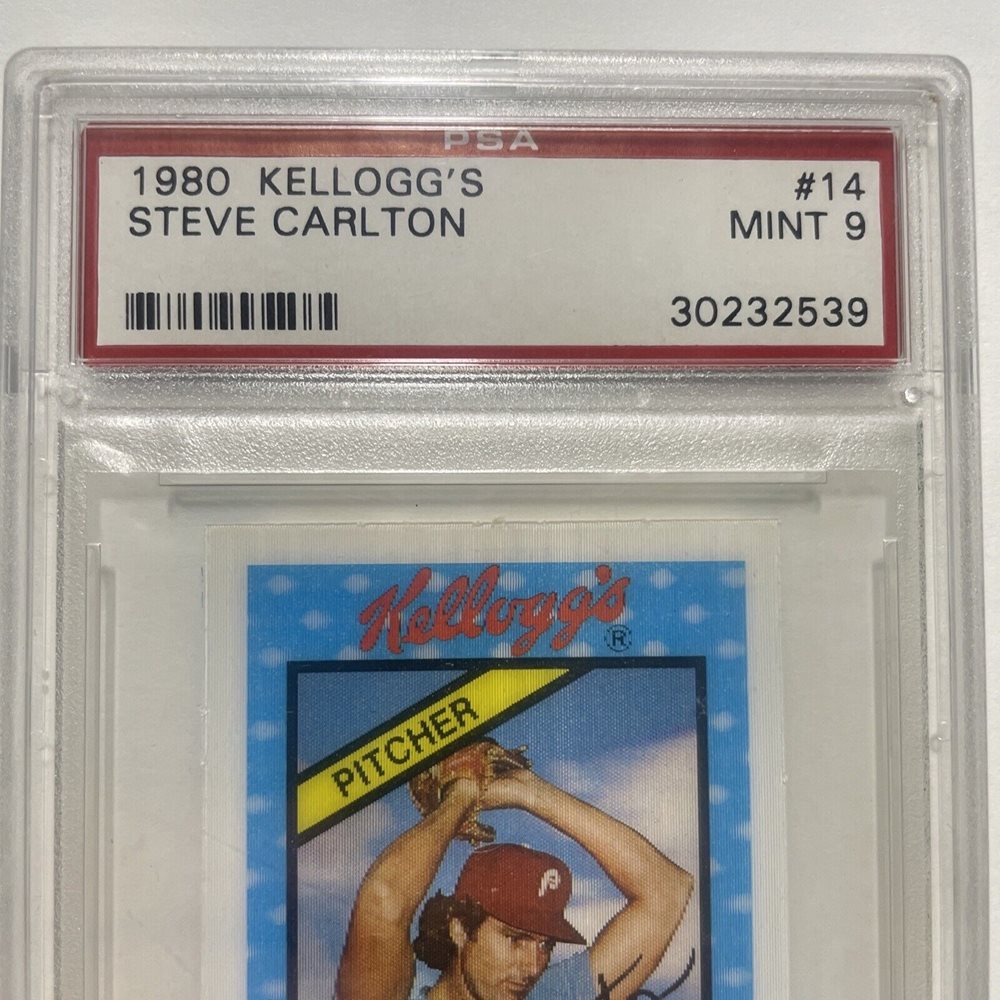 PSA
1980 KELLOGG'S #14
STEVE CARLTON MINT 9
30232539
Kellogg's ®
PITCHER
P